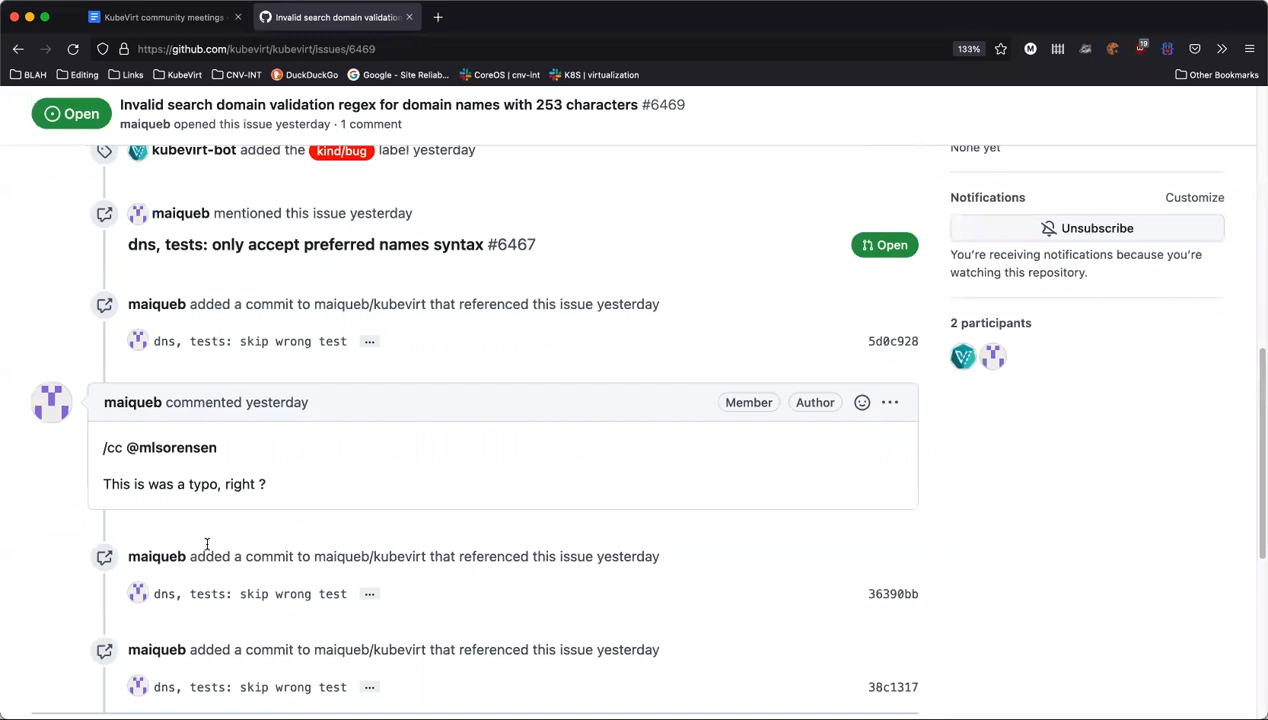 KubeVirt community meetings -
Invalid search domain validation
https://github.com/kubevirt/kubevirt/issues/6469
133%
M
19
BLAH
Editing
Links
KubeVirt
CNV-INT
DuckDuckGo
Google - Site Reliab...
CoreOS | cnv-int
K8S | virtualization
Other Bookmarks
Open
Invalid search domain validation regex for domain names with 253 characters #6469
maiqueb opened this issue yesterday · 1 comment
kubevirt-bot added the kind/bug label yesterday
maiqueb mentioned this issue yesterday
dns, tests: only accept preferred names syntax #6467
Open
maiqueb added a commit to maiqueb/kubevirt that referenced this issue yesterday
dns, tests: skip wrong test ...
5d0c928
maiqueb commented yesterday
Member
Author
/cc @mlsorensen
This is was a typo, right ?
maiqueb added a commit to maiqueb/kubevirt that referenced this issue yesterday
dns, tests: skip wrong test ...
36390bb
maiqueb added a commit to maiqueb/kubevirt that referenced this issue yesterday
dns, tests: skip wrong test ...
38c1317
None yet
Notifications
Customize
Unsubscribe
You're receiving notifications because you're
watching this repository.
2 participants